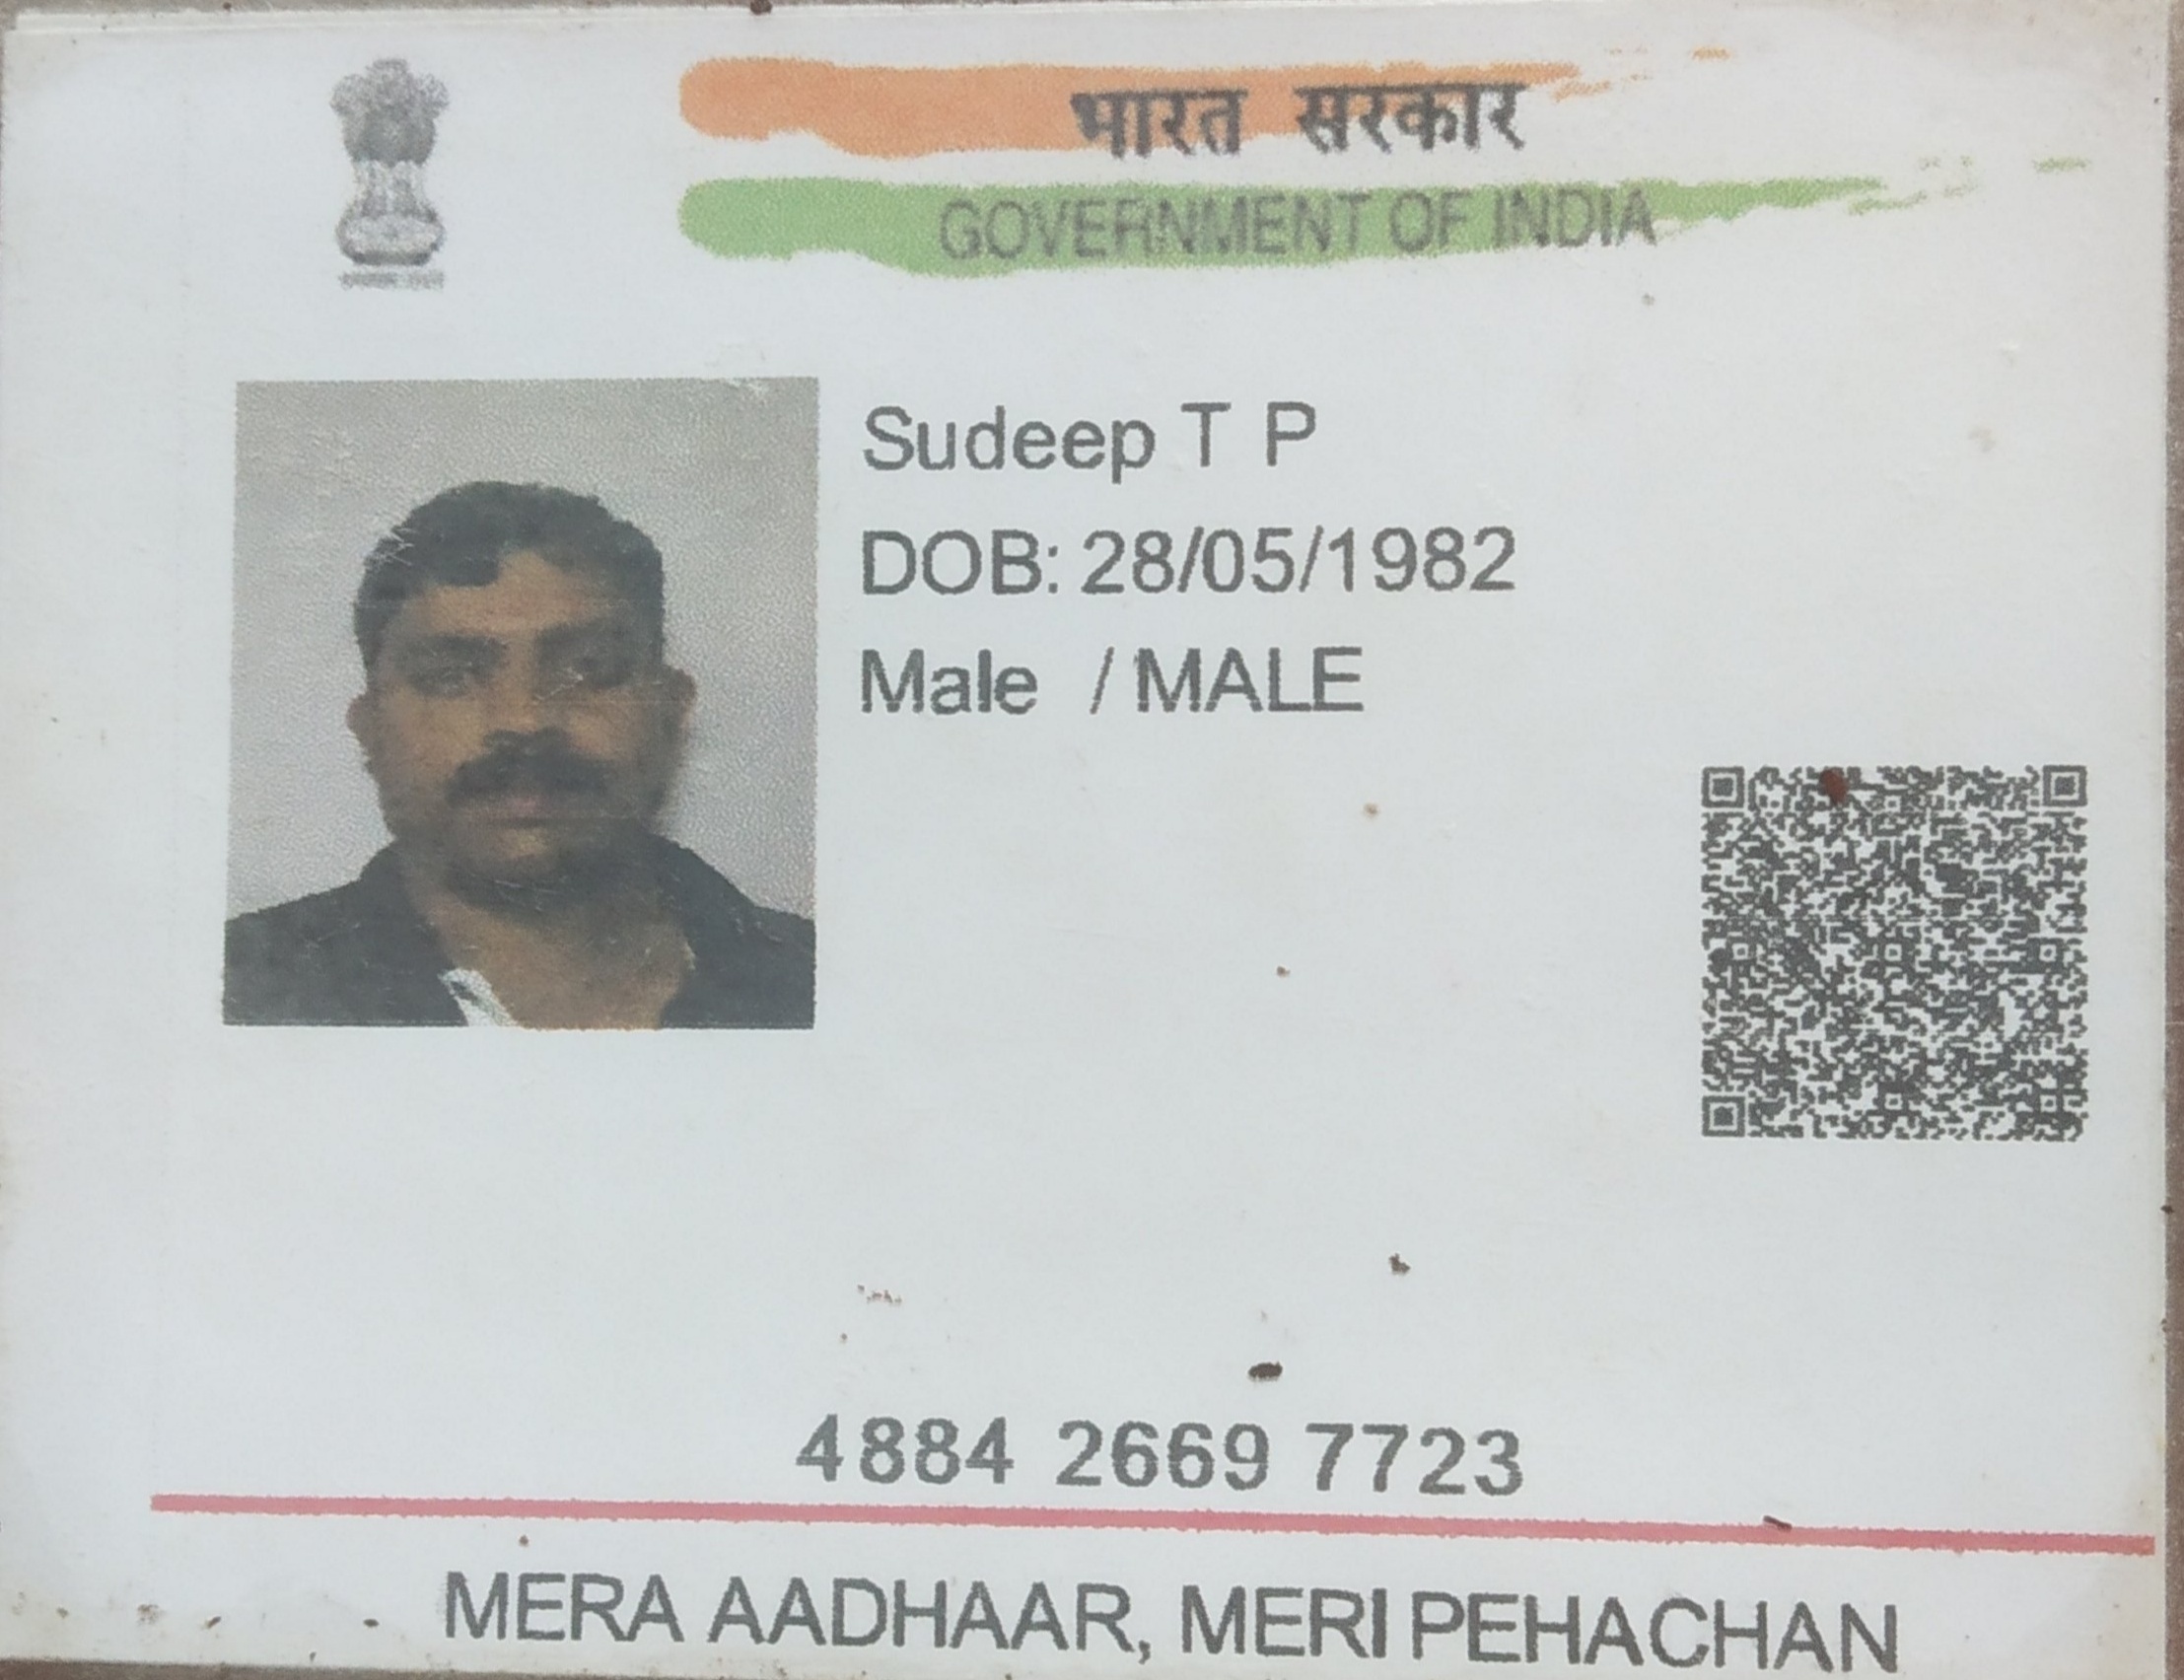 भारत सरकार
GOVERNMENT OF INDIA
Sudeep T P
DOB: 28/05/1982
Male / MALE
4884 2669 7723
MERA AADHAAR, MERI PEHACHAN